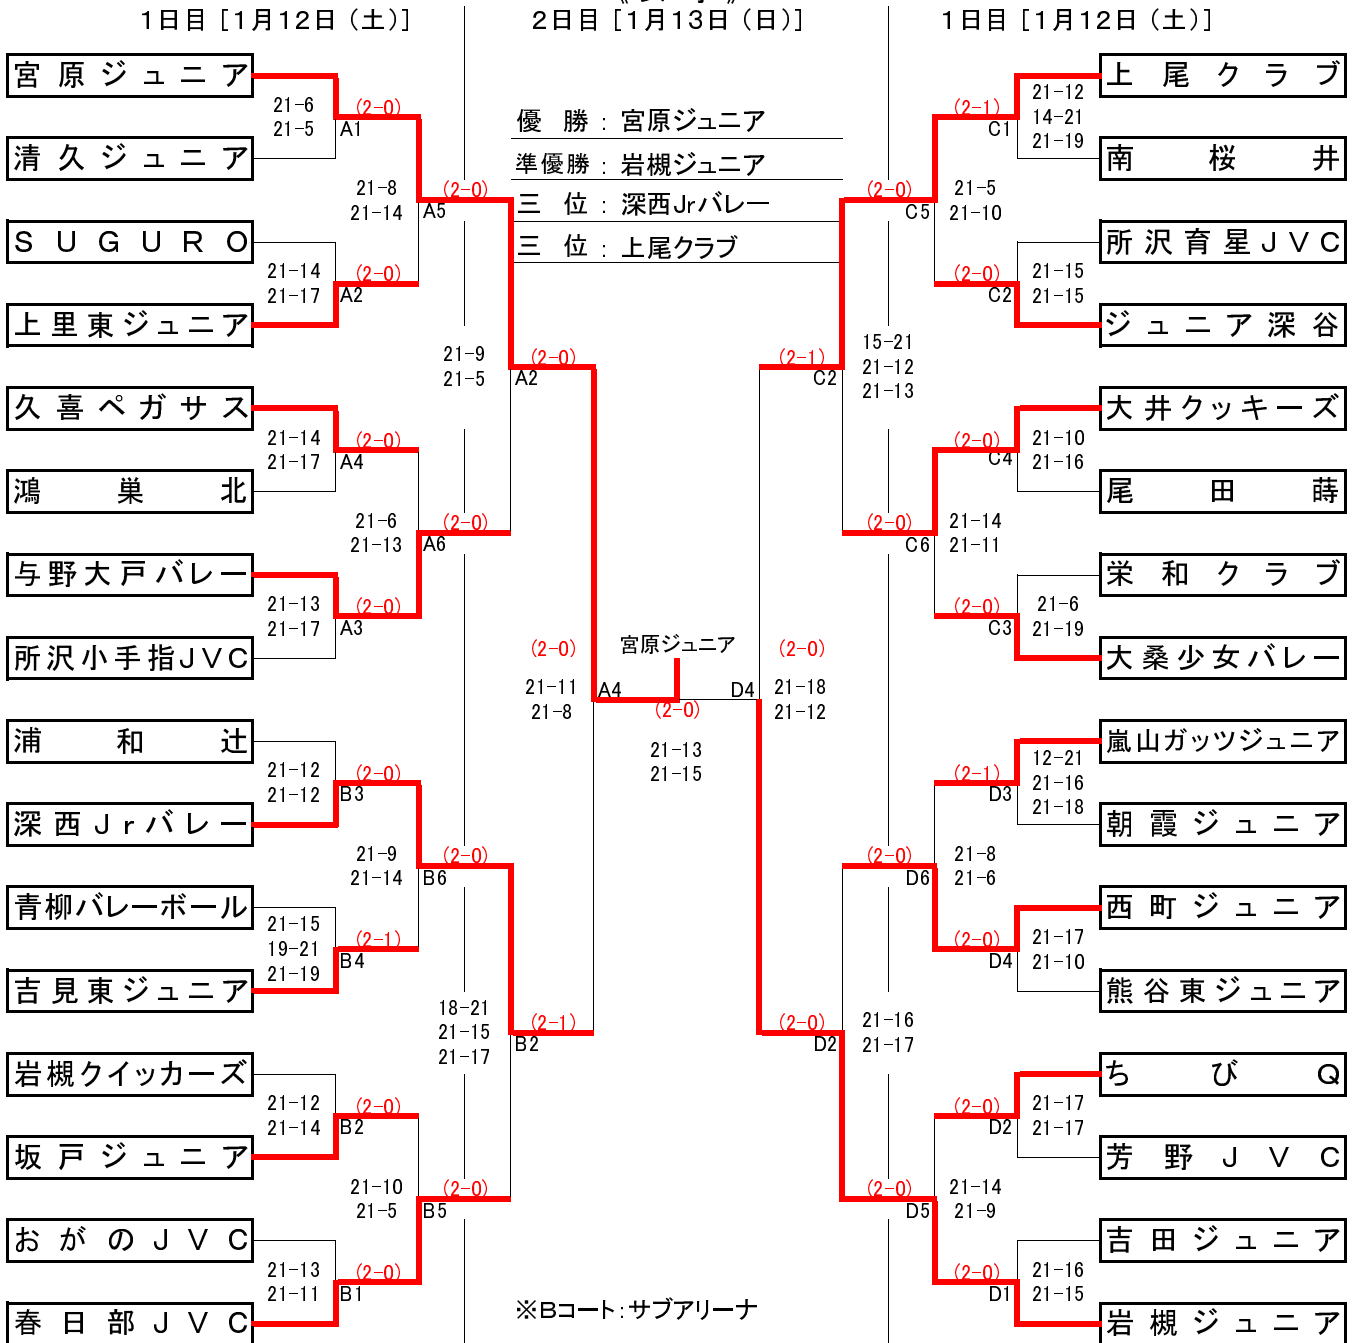 1日目［1月12日（土）］
2日目［1月13日（日）］
1日目［1月12日（土）］
優勝：宮原ジュニア
準優勝：岩槻ジュニア
三位：深西Jrバレー
三位：上尾クラブ
宮原ジュニア
21-6
21-5
(2-0)
A1
清久ジュニア
21-8
21-14
(2-0)
A5
SUGURO
21-14
21-17
(2-0)
A2
上里東ジュニア
21-9
21-5
(2-0)
A2
久喜ペガサス
21-14
21-17
(2-0)
A4
鴻巣北
21-6
21-13
(2-0)
A6
与野大戸バレー
21-13
21-17
(2-0)
A3
所沢小手指JVC
(2-0)
21-11
21-8
A4
浦和辻
21-12
21-12
(2-0)
B3
深西Jrバレー
21-9
21-14
(2-0)
B6
青柳バレーボール
21-15
19-21
21-19
(2-1)
B4
吉見東ジュニア
18-21
21-15
21-17
(2-1)
B2
岩槻クイッカーズ
21-12
21-14
(2-0)
B2
坂戸ジュニア
21-10
21-5
(2-0)
B5
おがのJVC
21-13
21-11
(2-0)
B1
春日部JVC
宮原ジュニア
(2-0)
21-13
21-15
※Bコート：サブアリーナ
上尾クラブ
(2-1)
C1
21-12
14-21
21-19
南桜井
(2-0)
C5
21-5
21-10
所沢育星JVC
(2-0)
C2
21-15
21-15
ジュニア深谷
(2-1)
C2
15-21
21-12
21-13
大井クッキーズ
(2-0)
C4
21-10
21-16
尾田蒔
(2-0)
C6
21-14
21-11
栄和クラブ
(2-0)
C3
21-6
21-19
大桑少女バレー
(2-0)
D4
21-18
21-12
嵐山ガッツジュニア
(2-1)
D3
12-21
21-16
21-18
朝霞ジュニア
(2-0)
D6
21-8
21-6
西町ジュニア
(2-0)
D4
21-17
21-10
熊谷東ジュニア
(2-0)
D2
21-16
21-17
ちびQ
(2-0)
D2
21-17
21-17
芳野JVC
(2-0)
D5
21-14
21-9
吉田ジュニア
(2-0)
D1
21-16
21-15
岩槻ジュニア